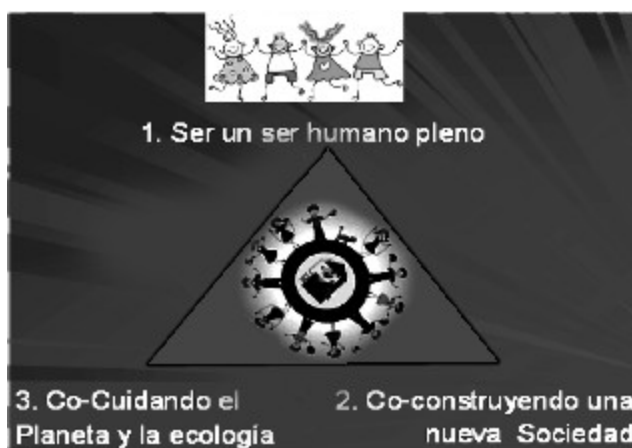 1. Ser un ser humano pleno
3. Co-Cuidando el
Planeta y la ecología
2. Co-construyendo una
nueva Sociedad